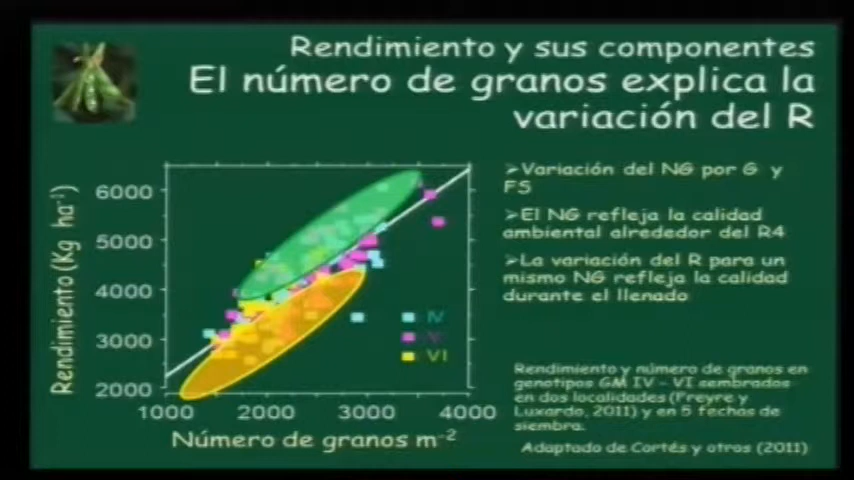 Rendimiento y sus componentes
El número de granos explica la
variación del R
➢Variación del NG por G y
FS
➢El NG refleja la calidad
ambiental alrededor del R4
➢La variación del R para un
mismo NG refleja la calidad
durante el llenado
Rendimiento (Kg ha⁻¹)
6000
5000
4000
3000
2000
1000 2000 3000 4000
Número de granos m⁻²
IV
V
VI
Rendimiento y número de granos en
genotipos GM IV - VI sembrados
en dos localidades (Freyre y
Luxardo, 2011) y en 5 fechas de
siembra.
Adaptado de Cortés y otros (2011)